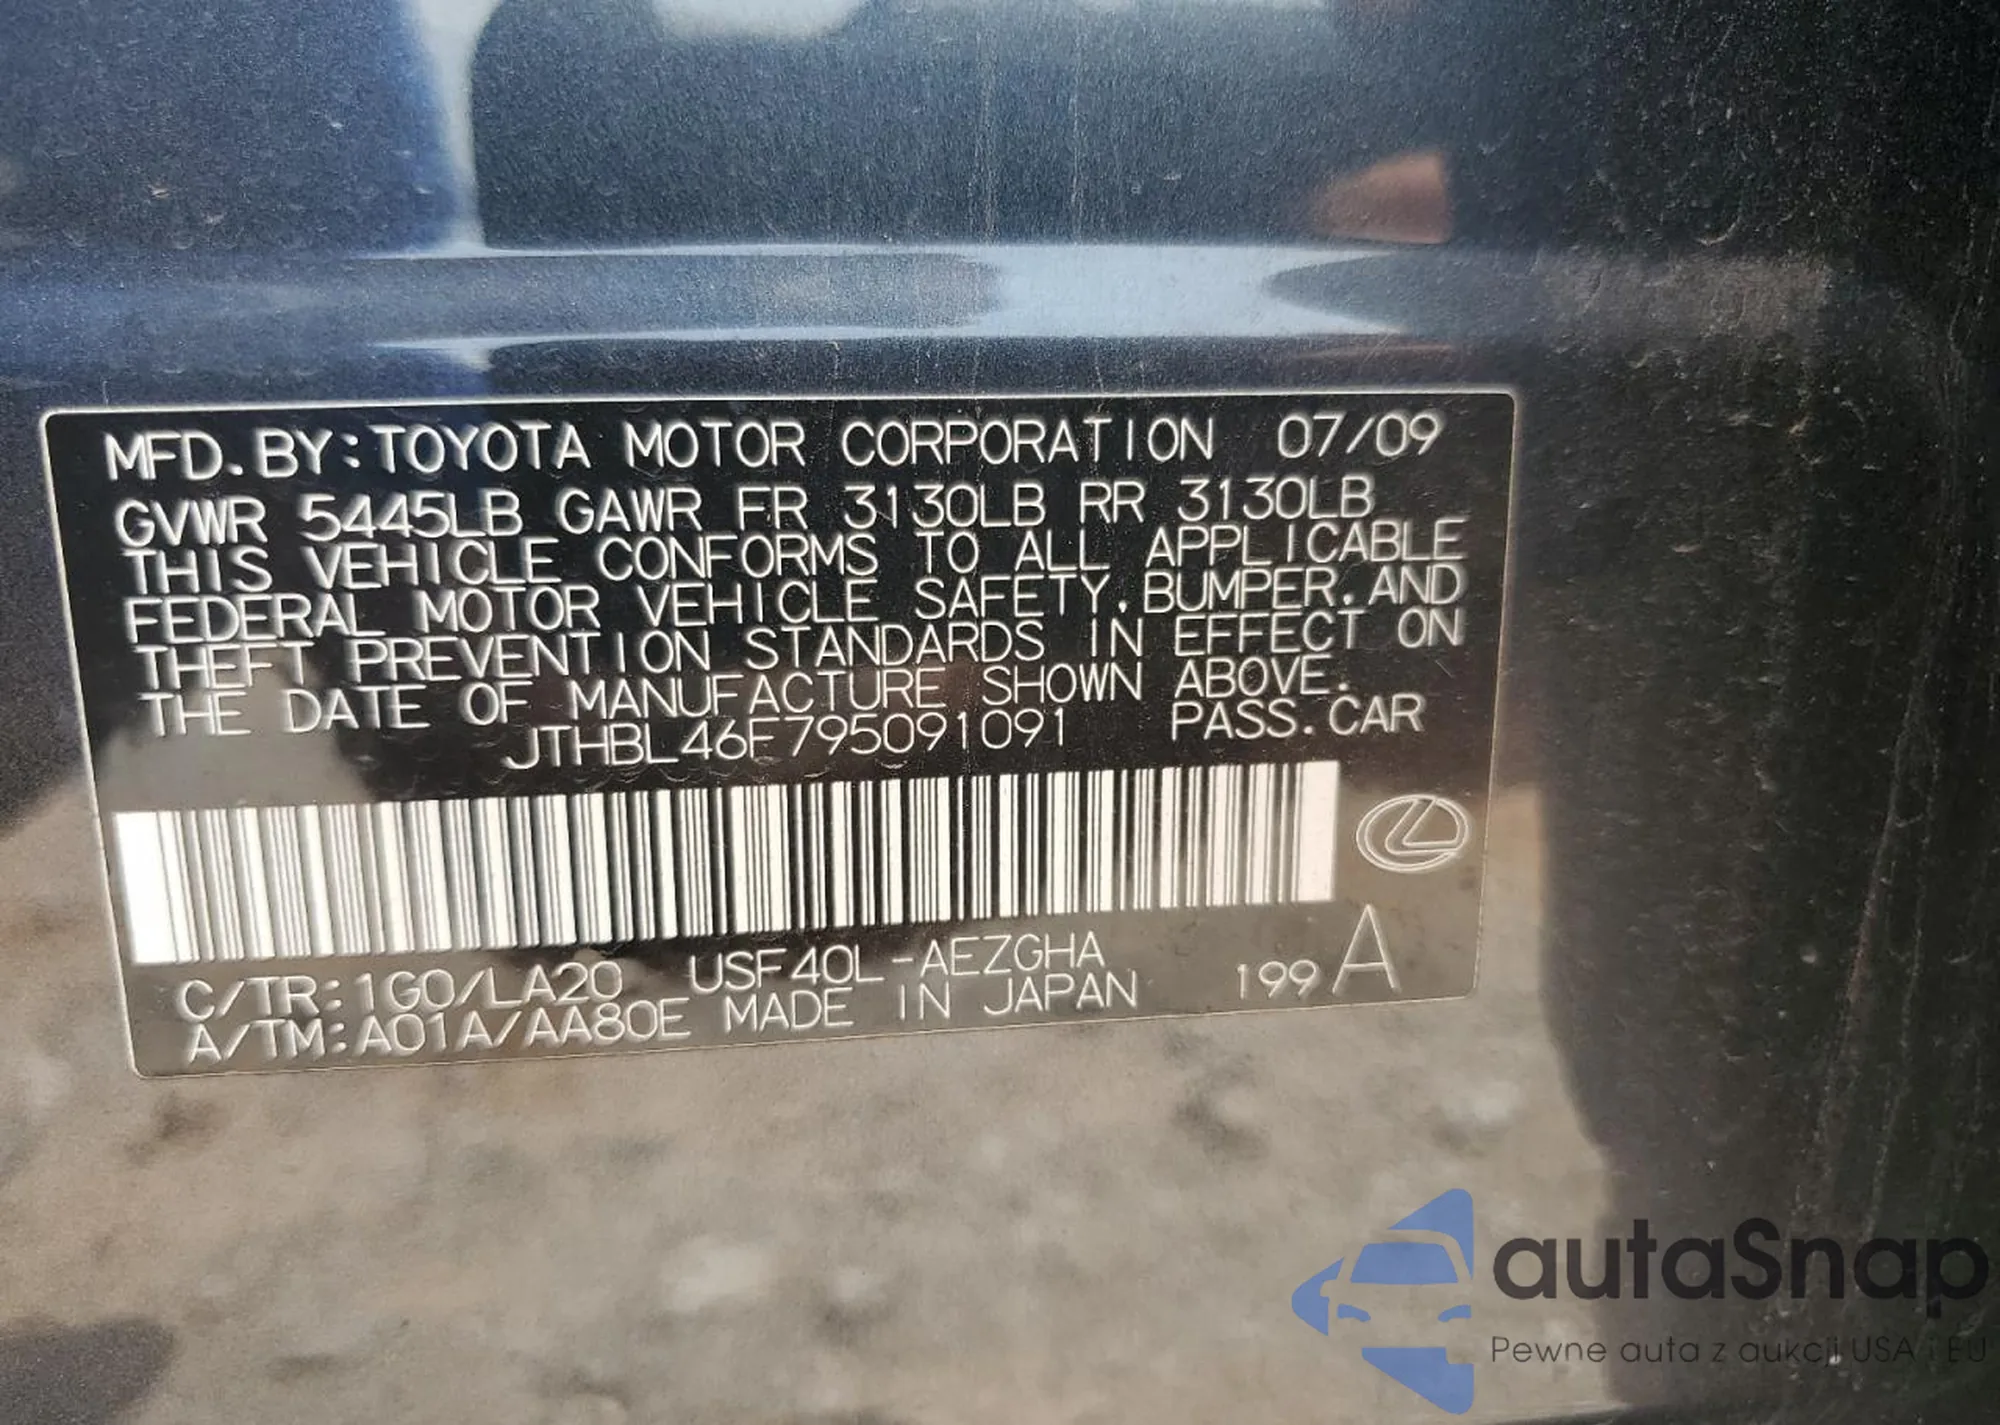 MFD. BY: TOYOTA MOTOR CORPORATION 07/09
GVWR 5445LB GAWR FR 3130LB RR 3130LB
THIS VEHICLE CONFORMS TO ALL APPLICABLE
FEDERAL MOTOR VEHICLE SAFETY, BUMPER, AND
THEFT PREVENTION STANDARDS IN EFFECT ON
THE DATE OF MANUFACTURE SHOWN ABOVE.
JTHBL46F795091091 PASS. CAR
C/TR: 1G0/LA20 USF40L-AEZGHA 199 A
A/TM: A01A/AA80E MADE IN JAPAN
autaSnap
Pewne auta z aukcji USA i EU